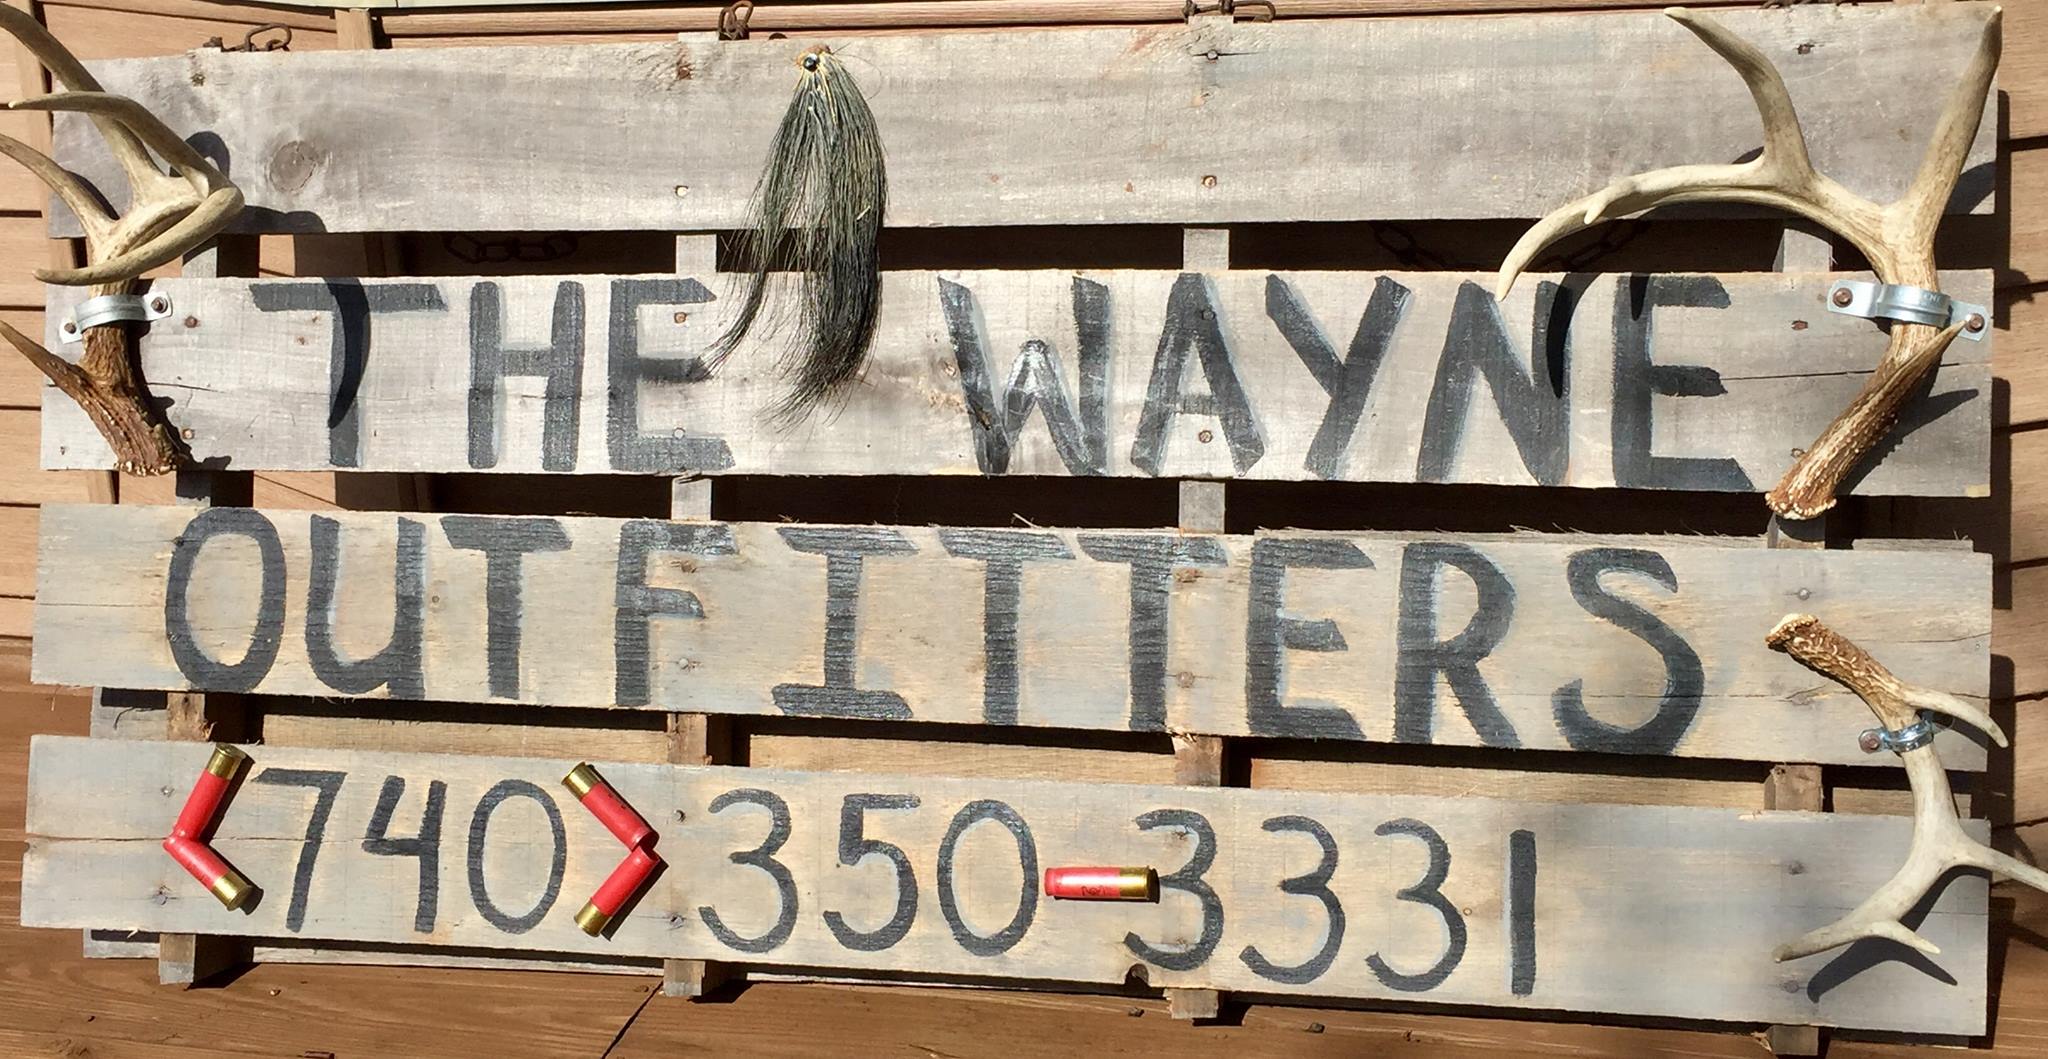 THE WAYNE
OUTFITTERS
<740> 350-3331